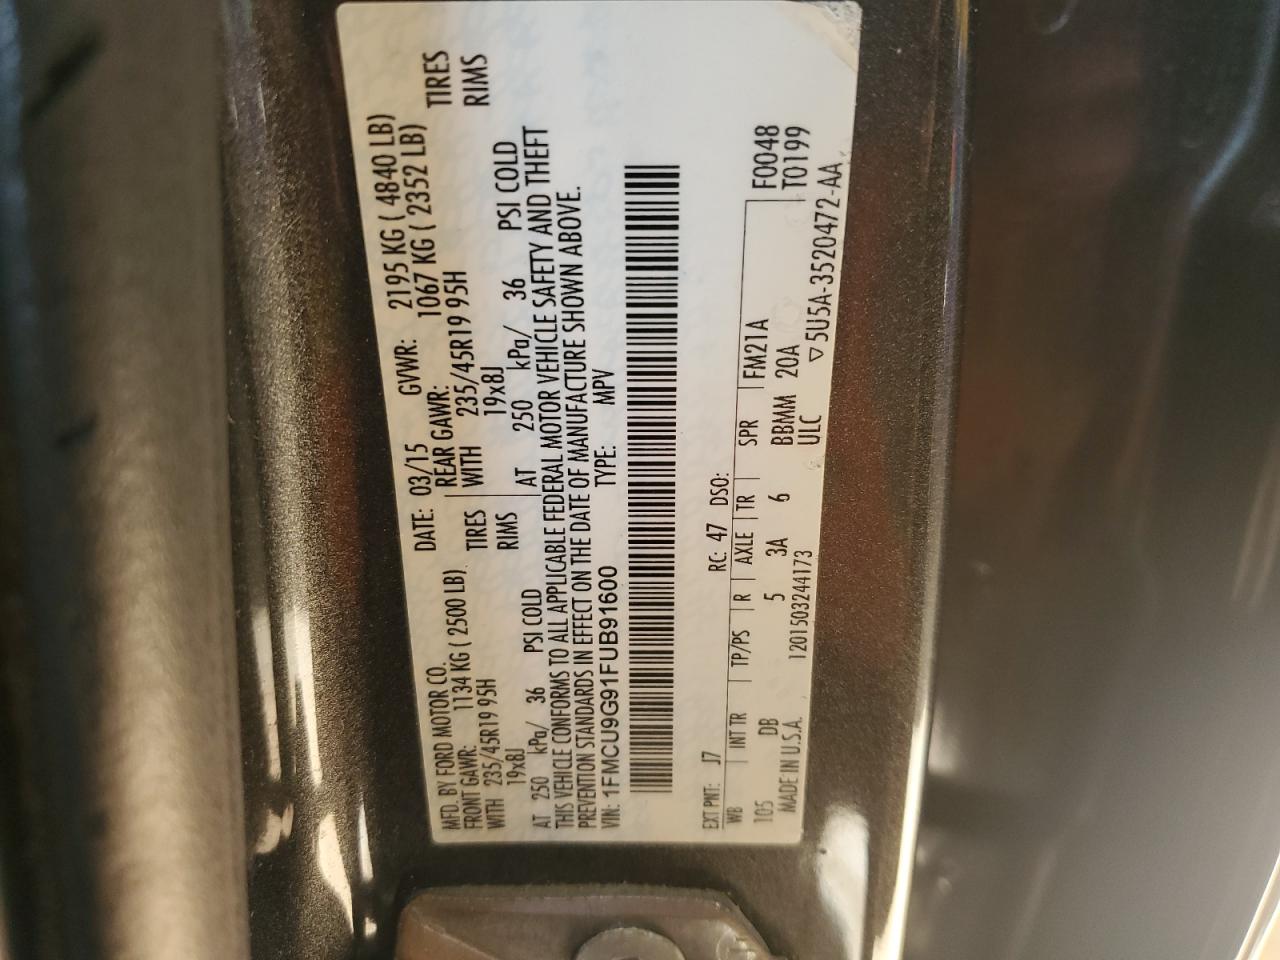 MFD. BY FORD MOTOR CO.
DATE: 03/15 GVWR: 2195 KG ( 4840 LB)
FRONT GAWR: 1134 KG ( 2500 LB) REAR GAWR: 1067 KG ( 2352 LB)
WITH 235/45R19 95H TIRES WITH 235/45R19 95H TIRES
19x8J RIMS 19x8J RIMS
AT 250 kPa/ 36 PSI COLD AT 250 kPa/ 36 PSI COLD
THIS VEHICLE CONFORMS TO ALL APPLICABLE FEDERAL MOTOR VEHICLE SAFETY AND THEFT
PREVENTION STANDARDS IN EFFECT ON THE DATE OF MANUFACTURE SHOWN ABOVE.
VIN: 1FMCU9G91FUB91600 TYPE: MPV
EXT PNT: J7 RC: 47 DSO:
WB INT TR TP/PS R AXLE TR SPR FM21A F0048
105 DB 5 3A 6 BBMM 20A T0199
MADE IN U.S.A. 1201503244173 ULC ▽5U5A-3520472-AA